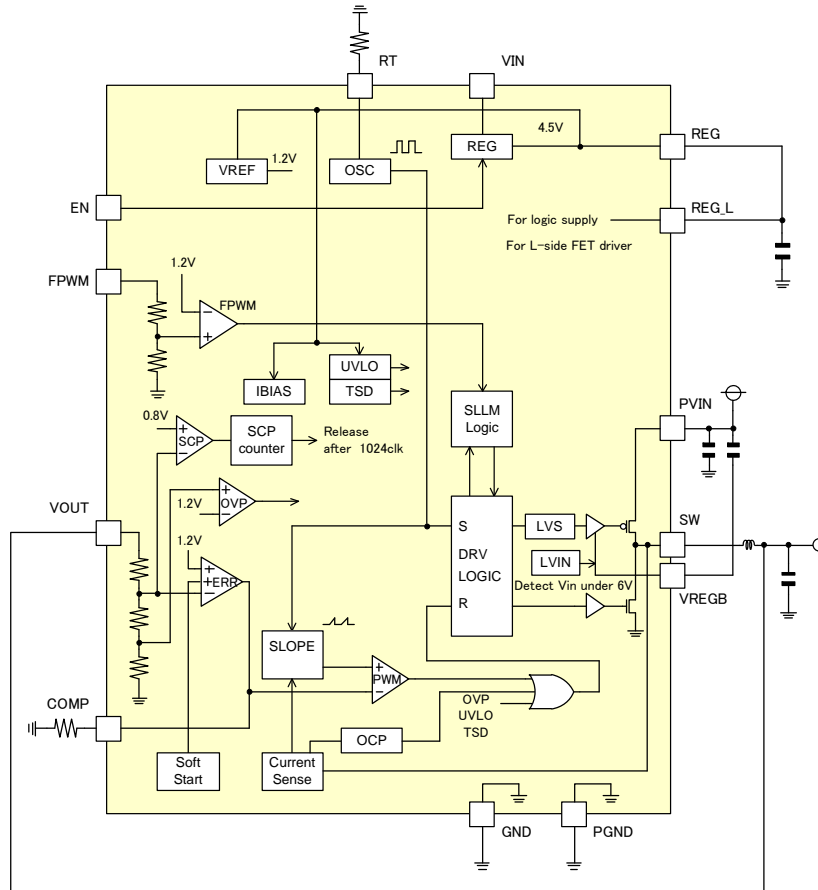 RT
VIN
4.5V
REG
REG
VREF
1.2V
OSC
EN
REG_L
For logic supply
For L-side FET driver
FPWM
1.2V
FPWM
UVLO
IBIAS
TSD
PVIN
SLLM
Logic
0.8V
SCP
SCP
counter
Release
after 1024clk
VOUT
1.2V
OVP
SW
S
LVS
DRV
LOGIC
LVIN
1.2V
ERR
Detect Vin under 6V
VREGB
R
SLOPE
PWM
COMP
OVP
UVLO
TSD
OCP
Soft
Start
Current
Sense
GND
PGND